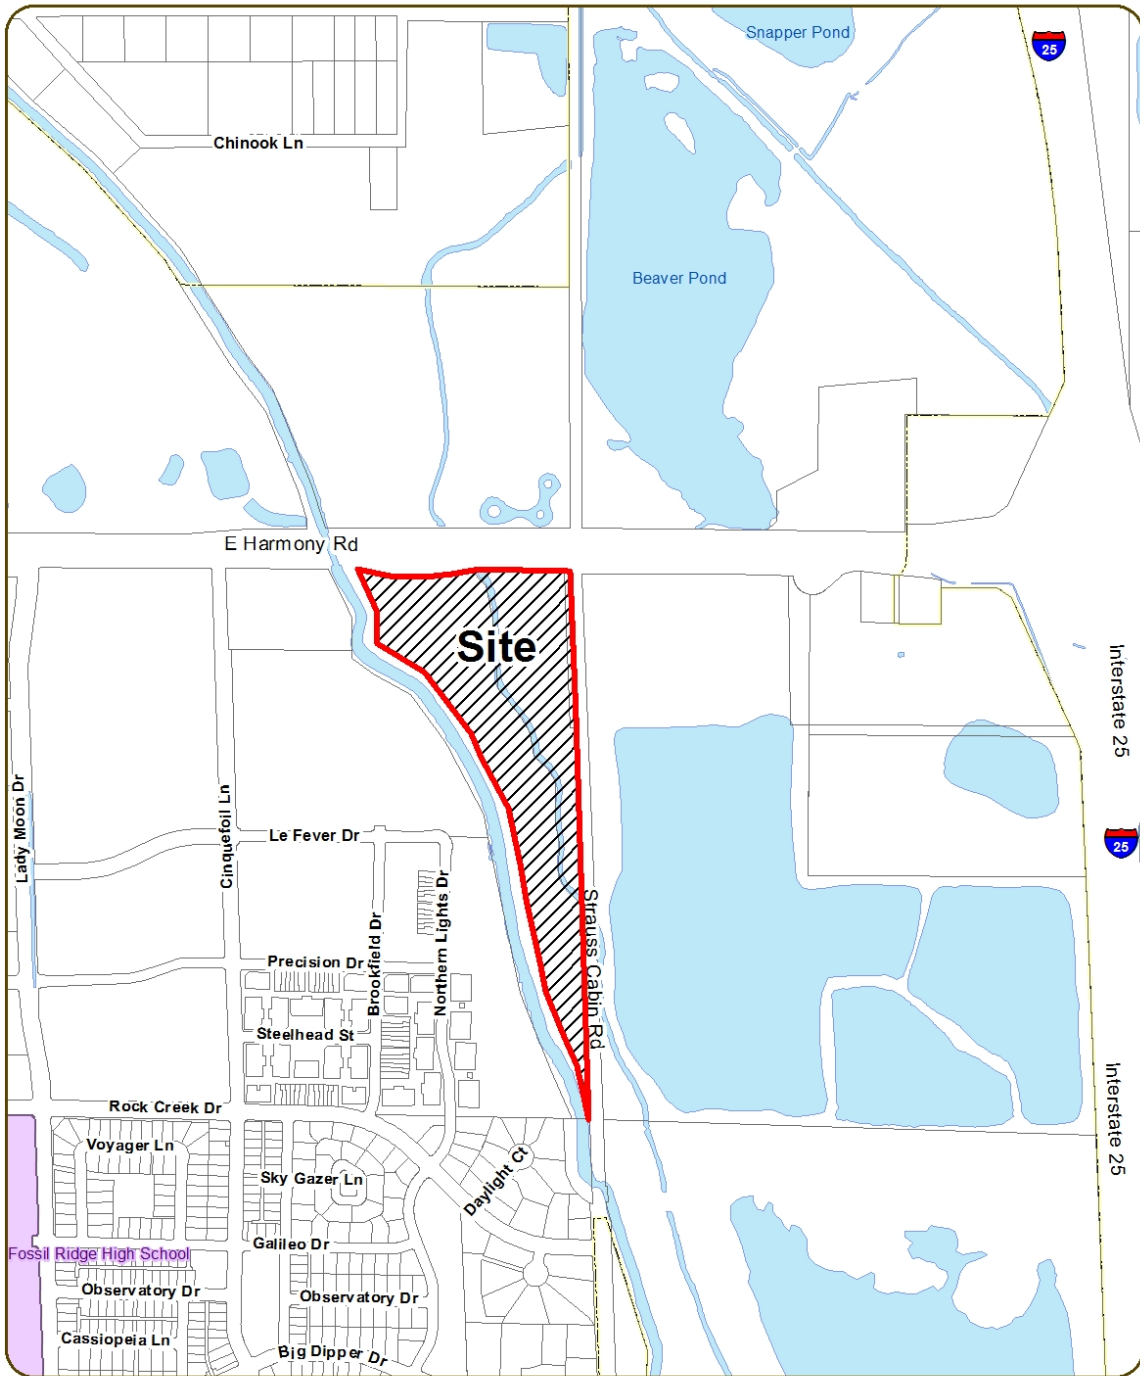 Snapper Pond
25
Chinook Ln
Beaver Pond
E Harmony Rd
Site
Interstate 25
Lady Moon Dr
Cinquefoil Ln
Le Fever Dr
25
Northern Lights Dr
Brookfield Dr
Strauss Cabin Rd
Precision Dr
Steelhead St
Interstate 25
Rock Creek Dr
Voyager Ln
Sky Gazer Ln
Daylight Ct
Galileo Dr
Fossil Ridge High School
Observatory Dr
Observatory Dr
Cassiopeia Ln
Big Dipper Dr